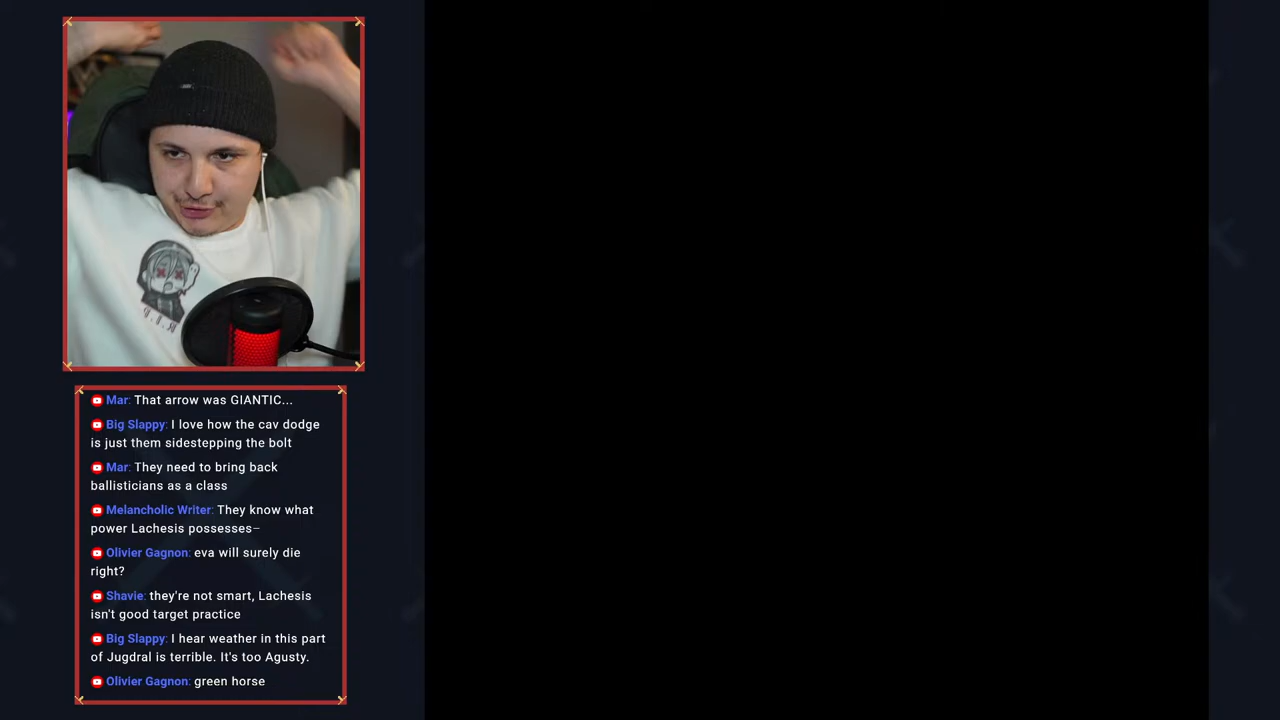 Mar: That arrow was GIANTIC...
Big Slappy: I love how the cav dodge
is just them sidestepping the bolt
Mar: They need to bring back
ballisticians as a class
Melancholic Writer: They know what
power Lachesis possesses–
Olivier Gagnon: eva will surely die
right?
Shavie: they're not smart, Lachesis
isn't good target practice
Big Slappy: I hear weather in this part
of Jugdral is terrible. It's too Agusty.
Olivier Gagnon: green horse